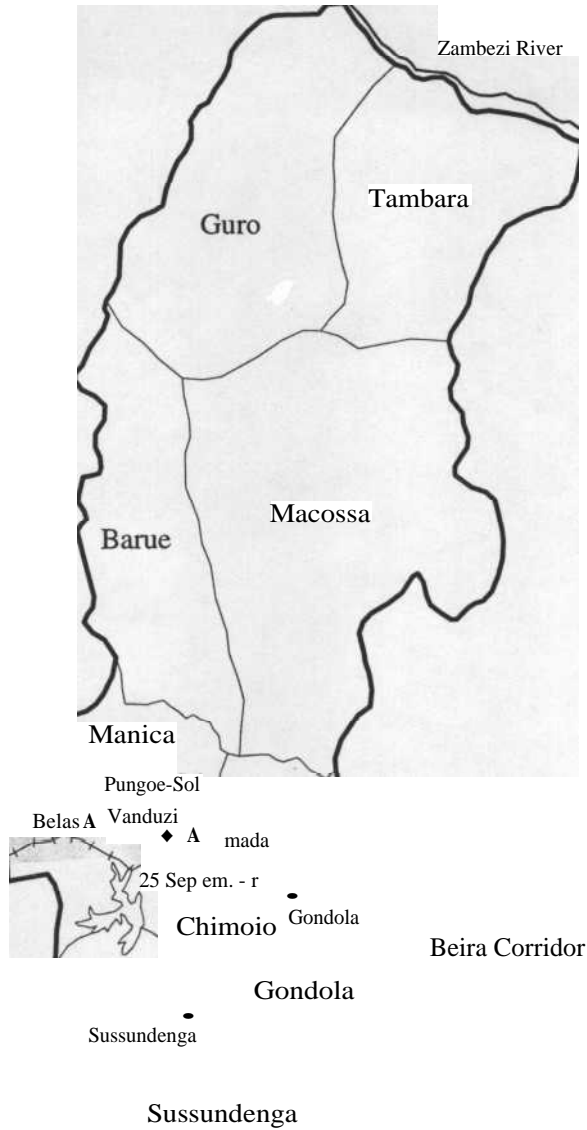 Zambezi River
Tambara
Guro
Macossa
Barue
Manica
Pungoe-Sol
Belas A Vanduzi
A mada
25 Sep em. - r
Gondola
Chimoio
Beira Corridor
Gondola
Sussundenga
Sussundenga